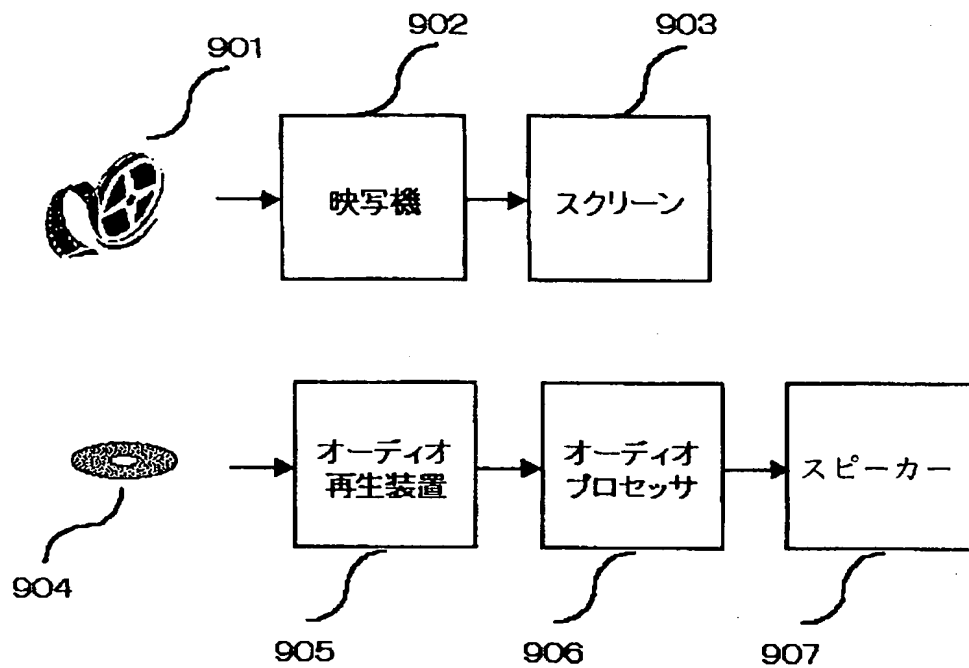 901
902
903
映写機
スクリーン
オーディオ
再生装置
オーディオ
プロセッサ
スピーカー
904
905
906
907